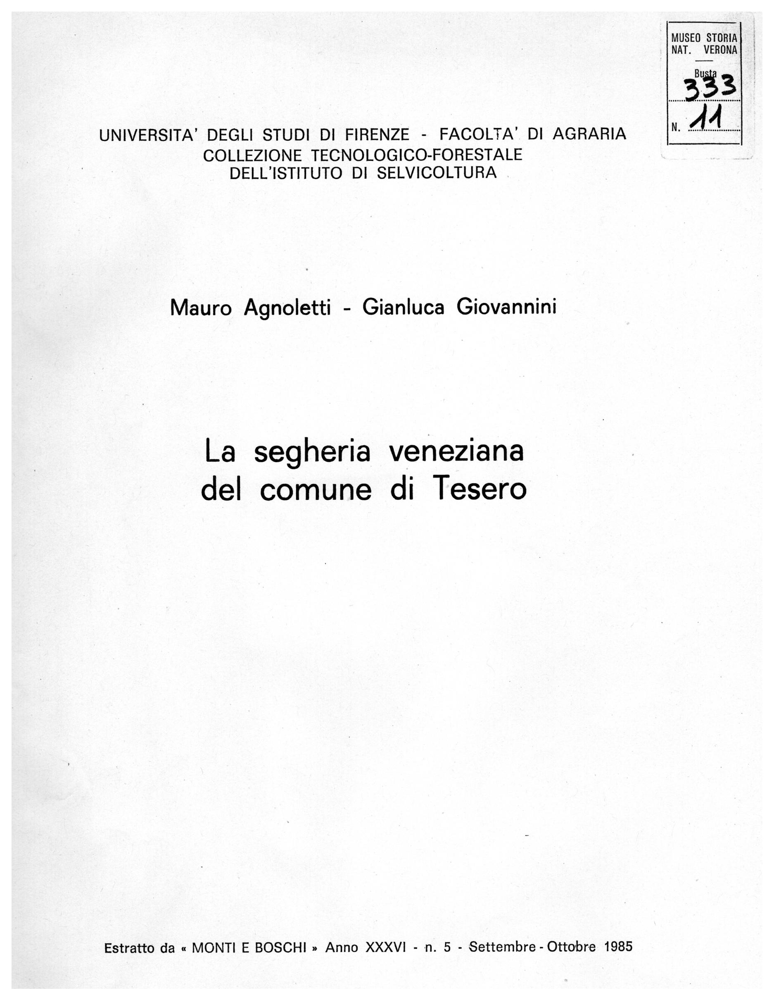 MUSEO STORIA
NAT. VERONA
Busta
333
N. 11
UNIVERSITA' DEGLI STUDI DI FIRENZE - FACOLTA' DI AGRARIA
COLLEZIONE TECNOLOGICO-FORESTALE
DELL'ISTITUTO DI SELVICOLTURA
Mauro Agnoletti - Gianluca Giovannini
La segheria veneziana
del comune di Tesero
Estratto da « MONTI E BOSCHI » Anno XXXVI - n. 5 - Settembre - Ottobre 1985